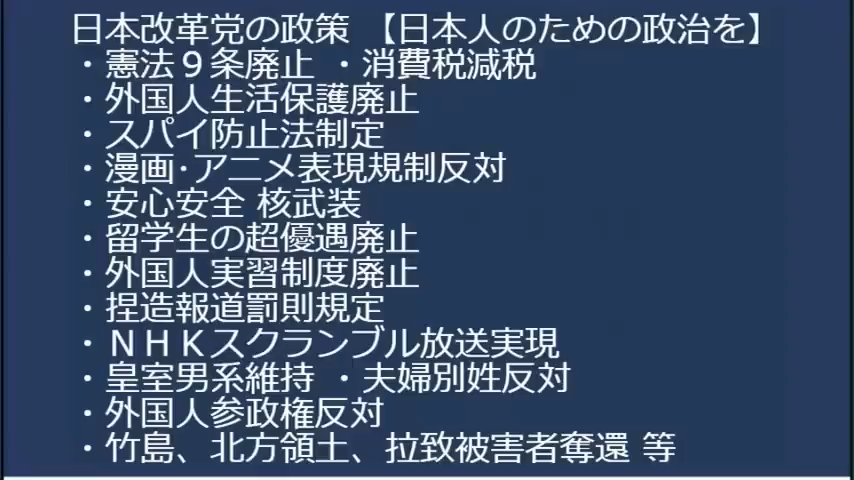 日本改革党の政策 【日本人のための政治を】
・憲法９条廃止 ・消費税減税
・外国人生活保護廃止
・スパイ防止法制定
・漫画･アニメ表現規制反対
・安心安全 核武装
・留学生の超優遇廃止
・外国人実習制度廃止
・捏造報道罰則規定
・ＮＨＫスクランブル放送実現
・皇室男系維持 ・夫婦別姓反対
・外国人参政権反対
・竹島、北方領土、拉致被害者奪還 等